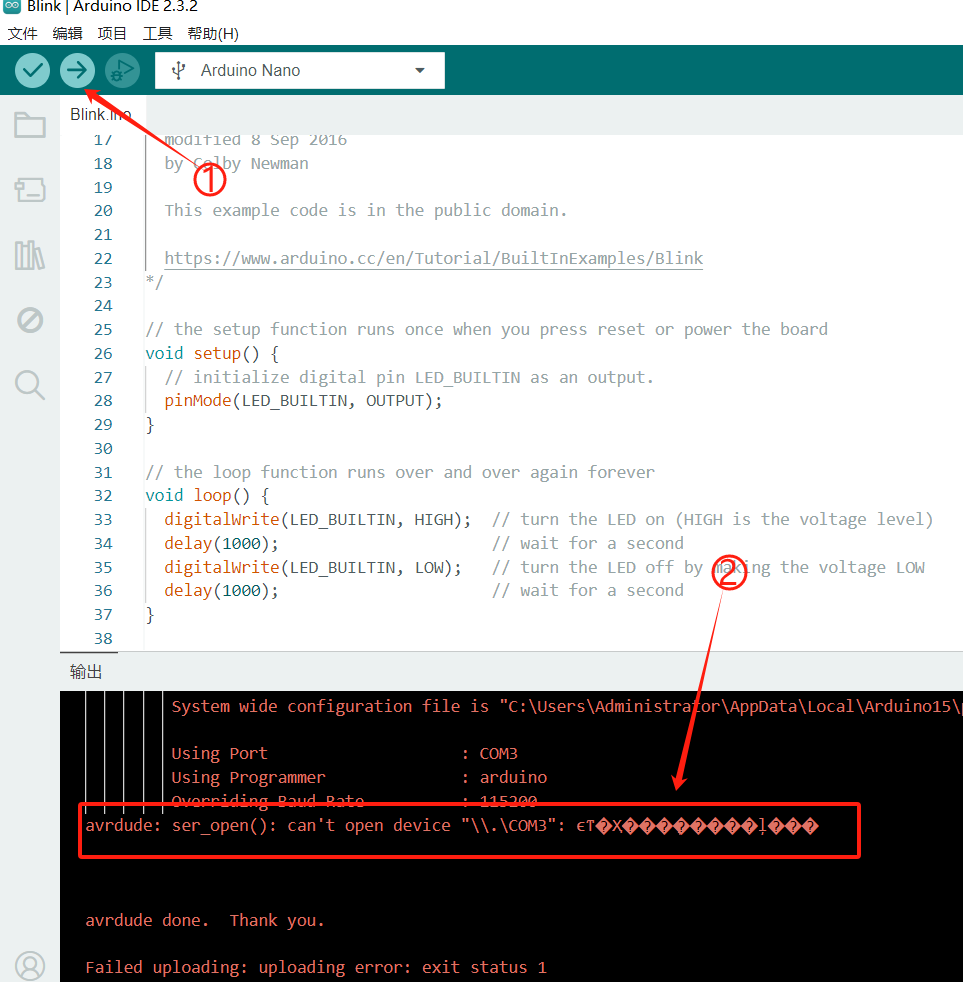 Blink | Arduino IDE 2.3.2
文件 编辑 项目 工具 帮助(H)
Arduino Nano
Blink.ino
17 modified 8 Sep 2016
18 by Colby Newman
①
19
20 This example code is in the public domain.
21
22 https://www.arduino.cc/en/Tutorial/BuiltInExamples/Blink
23 */
24
25 // the setup function runs once when you press reset or power the board
26 void setup() {
27 // initialize digital pin LED_BUILTIN as an output.
28 pinMode(LED_BUILTIN, OUTPUT);
29 }
30
31 // the loop function runs over and over again forever
32 void loop() {
33 digitalWrite(LED_BUILTIN, HIGH); // turn the LED on (HIGH is the voltage level)
34 delay(1000); // wait for a second
35 digitalWrite(LED_BUILTIN, LOW); // turn the LED off by making the voltage LOW
②
36 delay(1000); // wait for a second
37 }
38
输出
System wide configuration file is "C:\Users\Administrator\AppData\Local\Arduino15\
Using Port : COM3
Using Programmer : arduino
Overriding Baud Rate : 115200
avrdude: ser_open(): can't open device "\\.\COM3":
avrdude done. Thank you.
Failed uploading: uploading error: exit status 1